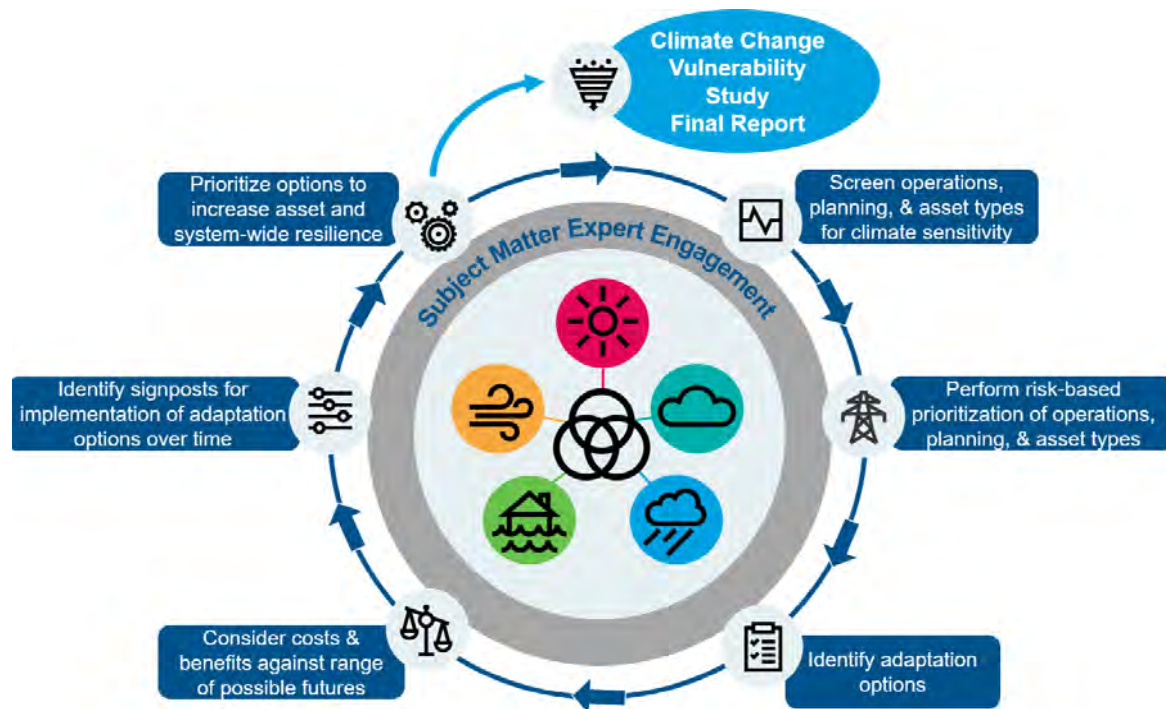 Climate Change
Vulnerability
Study
Final Report
Prioritize options to
increase asset and
system-wide resilience
Screen operations,
planning, & asset types
for climate sensitivity
Subject Matter Expert Engagement
Identify signposts for
implementation of adaptation
options over time
Perform risk-based
prioritization of operations,
planning, & asset types
Consider costs &
benefits against range
of possible futures
Identify adaptation
options